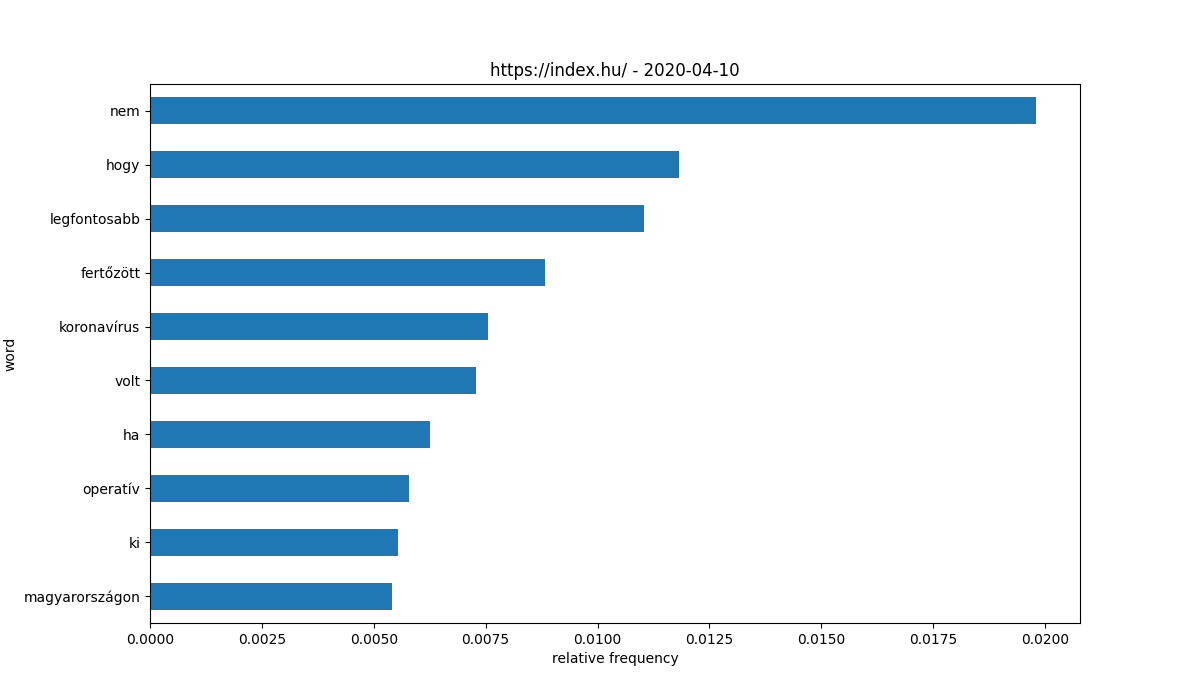 https://index.hu/ - 2020-04-10
word
nem
hogy
legfontosabb
fertőzött
koronavírus
volt
ha
operatív
ki
magyarországon
0.0000 0.0025 0.0050 0.0075 0.0100 0.0125 0.0150 0.0175 0.0200
relative frequency